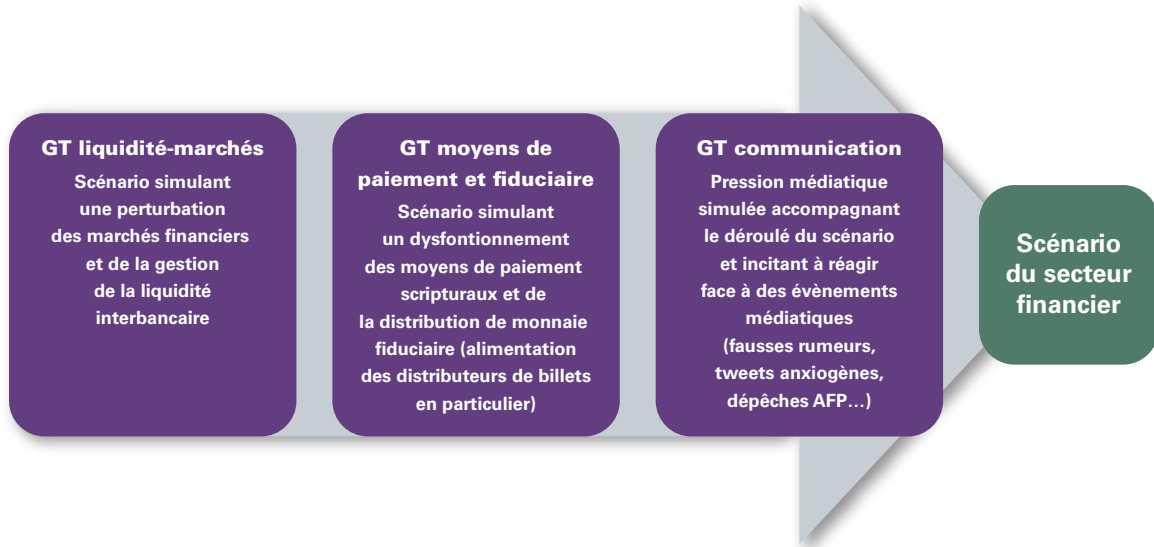 GT liquidité-marchés
Scénario simulant
une perturbation
des marchés financiers
et de la gestion
de la liquidité
interbancaire
GT moyens de
paiement et fiduciaire
Scénario simulant
un dysfontionnement
des moyens de paiement
scripturaux et de
la distribution de monnaie
fiduciaire (alimentation
des distributeurs de billets
en particulier)
GT communication
Pression médiatique
simulée accompagnant
le déroulé du scénario
et incitant à réagir
face à des évènements
médiatiques
(fausses rumeurs,
tweets anxiogènes,
dépêches AFP…)
Scénario
du secteur
financier